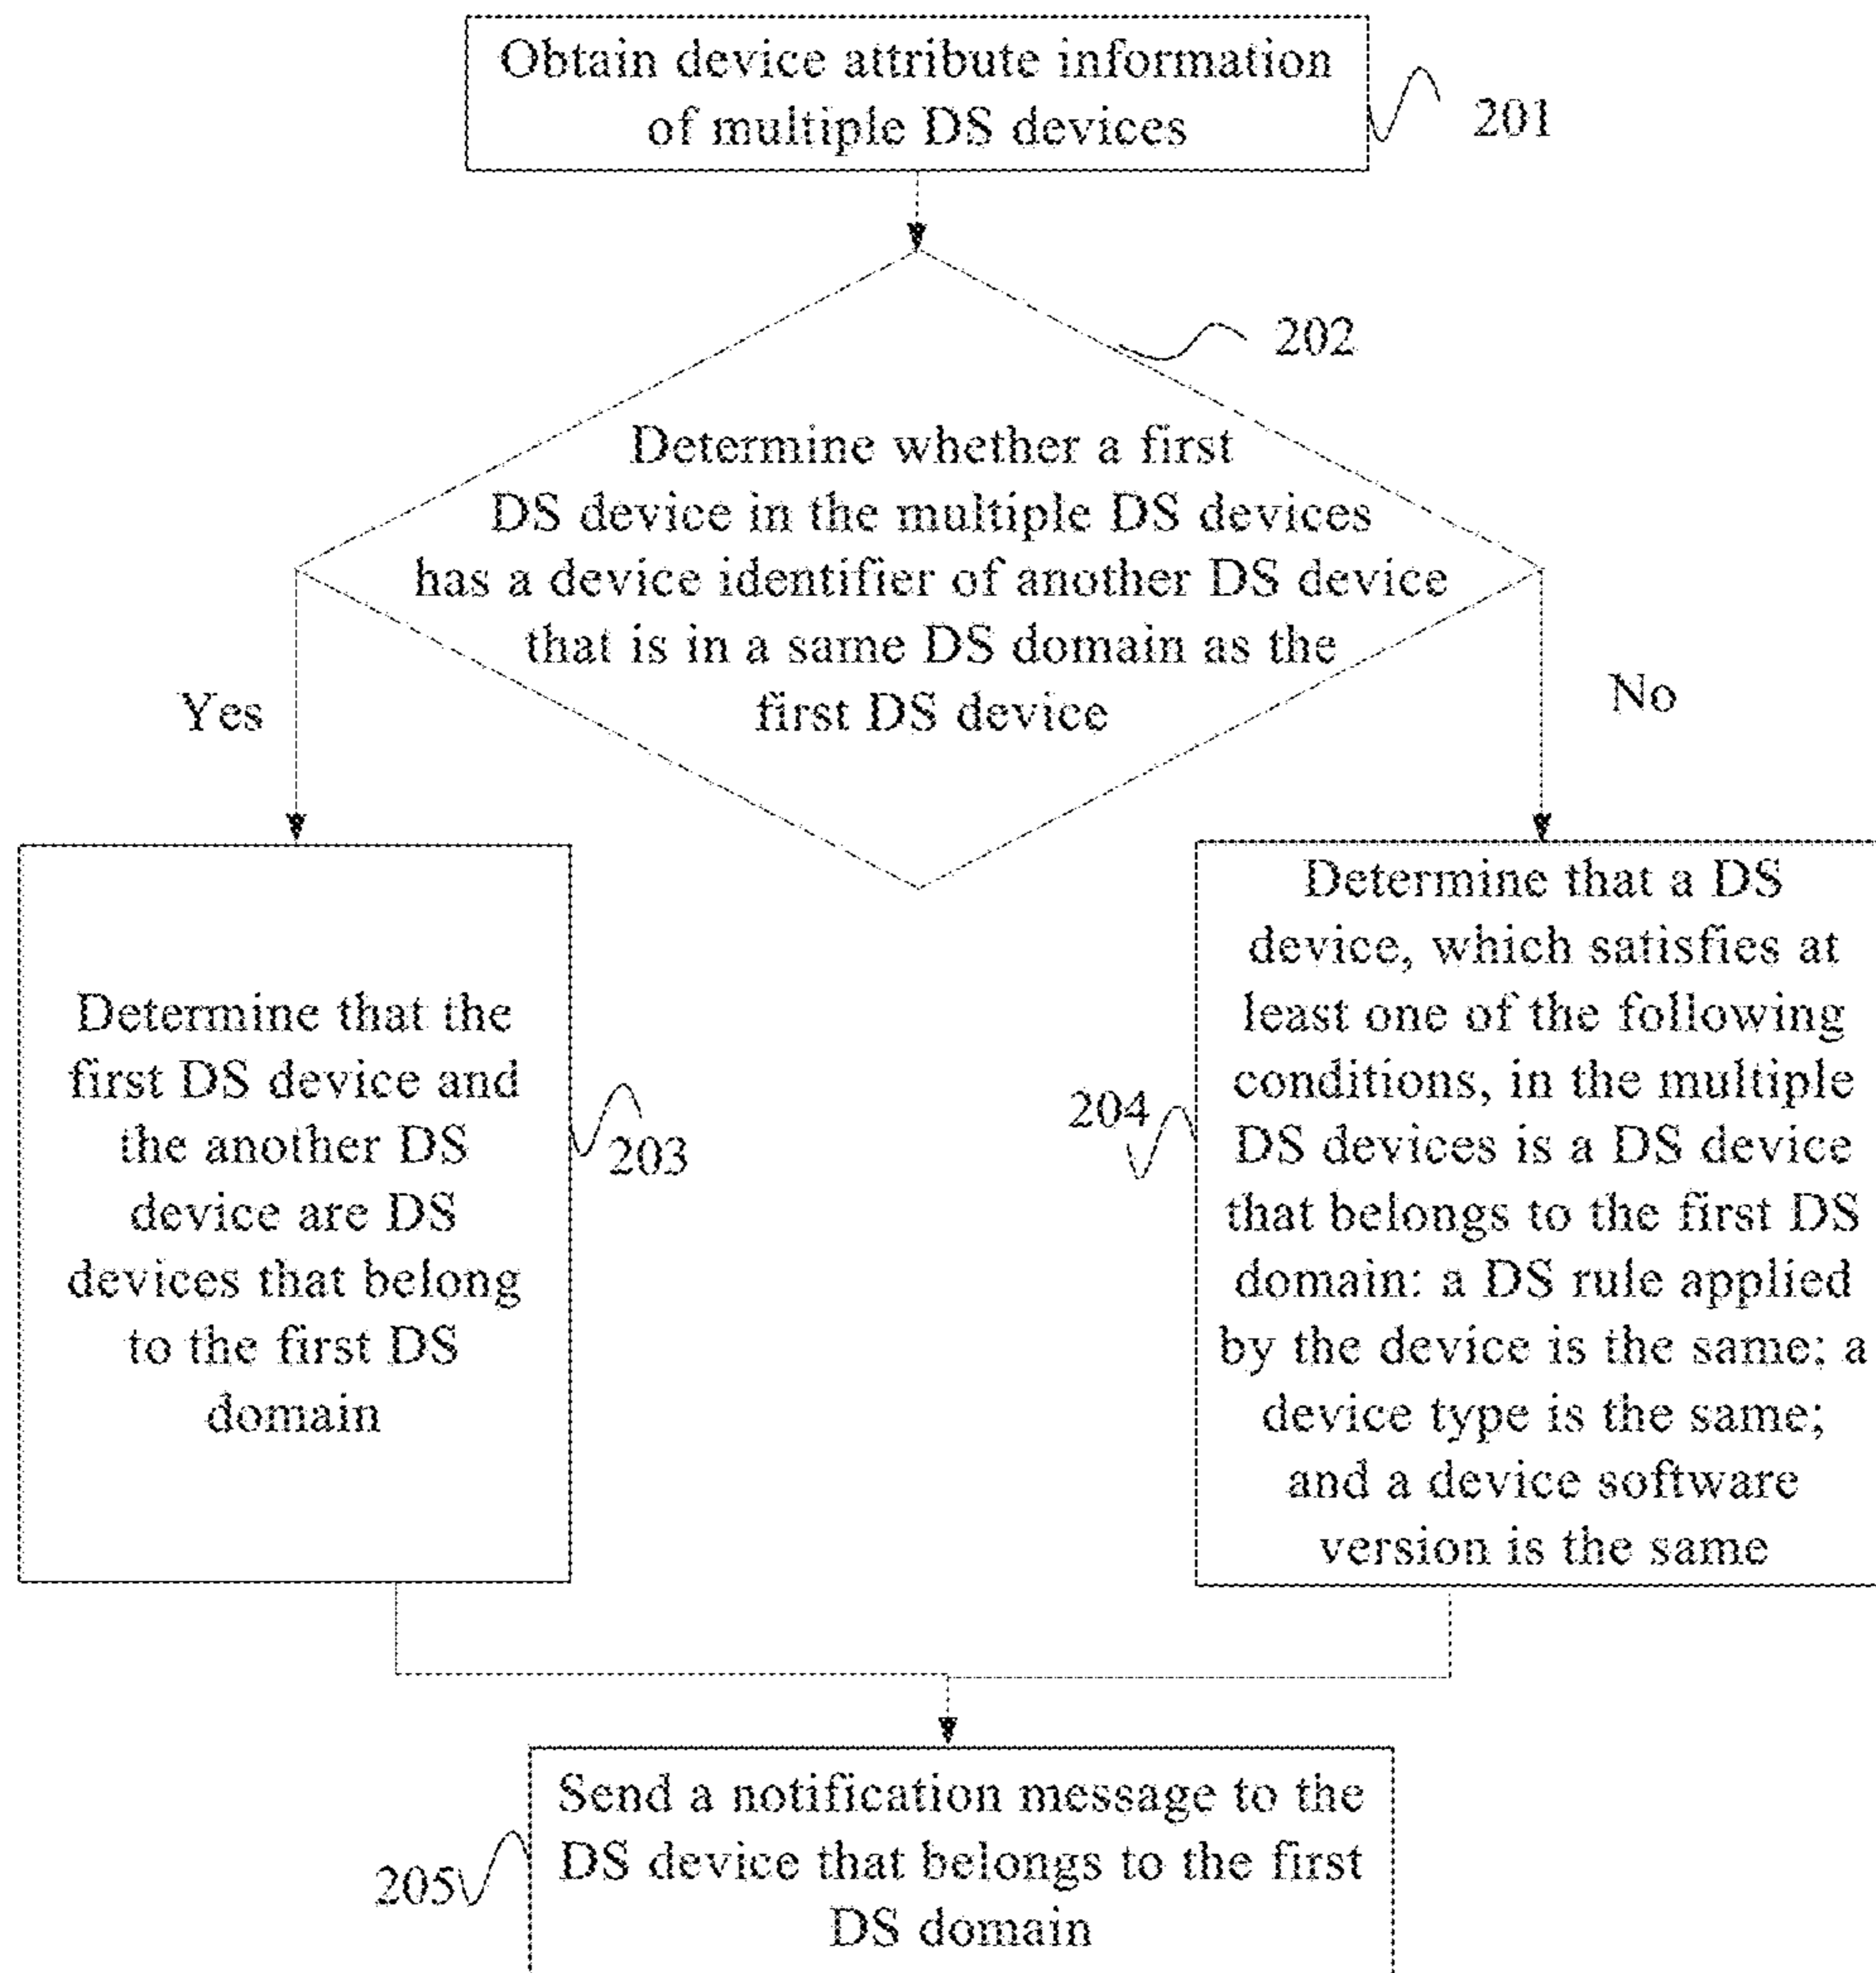 Obtain device attribute information
of multiple DS devices
201
202
Determine whether a first
DS device in the multiple DS devices
has a device identifier of another DS device
that is in a same DS domain as the
first DS device
Yes
No
Determine that the
first DS device and
the another DS
device are DS
devices that belong
to the first DS
domain
203
204
Determine that a DS
device, which satisfies at
least one of the following
conditions, in the multiple
DS devices is a DS device
that belongs to the first DS
domain: a DS rule applied
by the device is the same; a
device type is the same;
and a device software
version is the same
205
Send a notification message to the
DS device that belongs to the first
DS domain